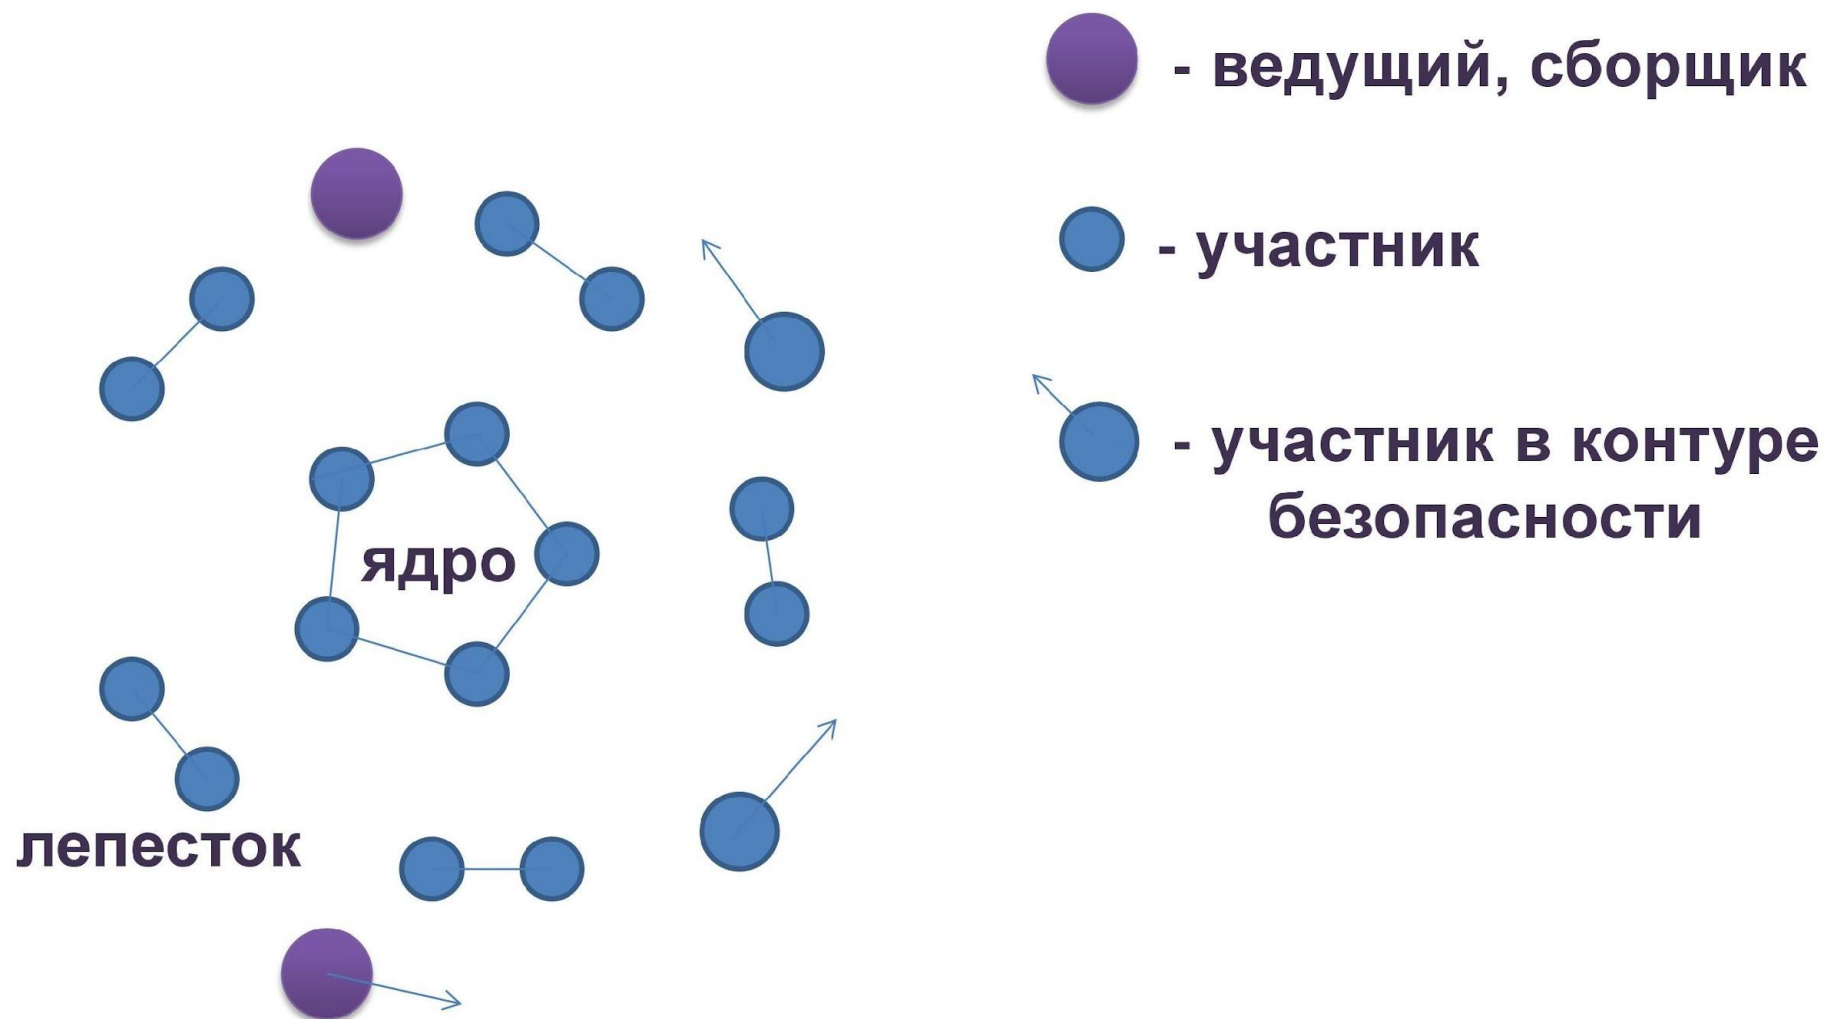 - ведущий, сборщик
- участник
- участник в контуре
безопасности
ядро
лепесток